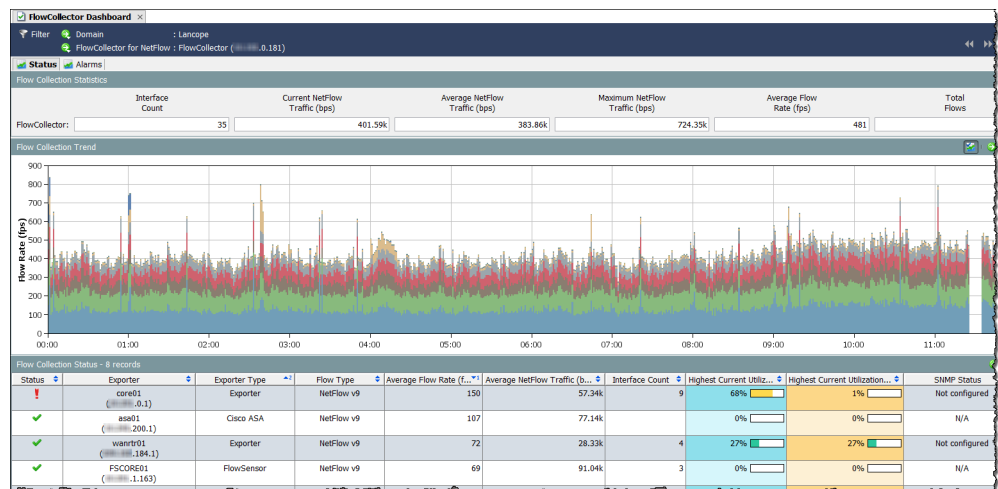 FlowCollector Dashboard ×
Filter Domain : Lancope
FlowCollector for NetFlow : FlowCollector ( .0.181)
Status Alarms
Flow Collection Statistics
Interface Count Current NetFlow Traffic (bps) Average NetFlow Traffic (bps) Maximum NetFlow Traffic (bps) Average Flow Rate (fps) Total Flows
FlowCollector: 35 401.59k 383.86k 724.35k 481
Flow Collection Trend
Flow Rate (fps)
900
800
700
600
500
400
300
200
100
0
00:00 01:00 02:00 03:00 04:00 05:00 06:00 07:00 08:00 09:00 10:00 11:00
Flow Collection Status - 8 records
Status Exporter Exporter Type Flow Type Average Flow Rate (f... Average NetFlow Traffic (b... Interface Count Highest Current Utiliz... Highest Current Utilization... SNMP Status
core01 Exporter NetFlow v9 150 57.34k 9 68% 1% Not configured
( .0.1)
asa01 Cisco ASA NetFlow v9 107 77.14k 0% 0% N/A
( .200.1)
wanrtr01 Exporter NetFlow v9 72 28.33k 4 27% 27% Not configured
( .184.1)
FSCORE01 FlowSensor NetFlow v9 69 91.04k 3 0% 0% N/A
( .1.163)